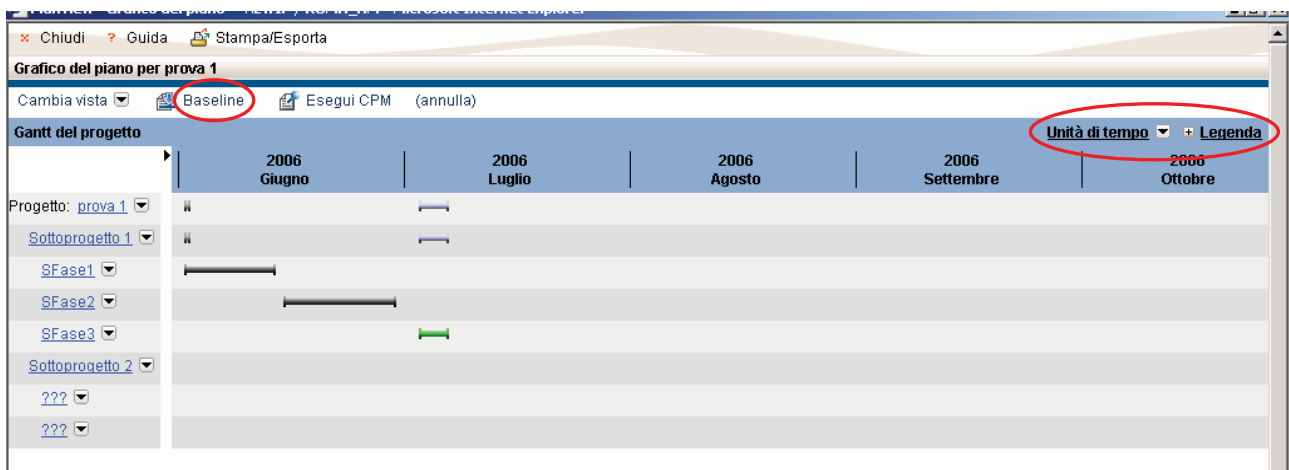 Chiudi ? Guida Stampa/Esporta
Grafico del piano per prova 1
Cambia vista Baseline Esegui CPM (annulla)
Gantt del progetto Unità di tempo Legenda
2006 2006 2006 2006 2006
Giugno Luglio Agosto Settembre Ottobre
Progetto: prova 1
Sottoprogetto 1
SFase1
SFase2
SFase3
Sottoprogetto 2
???
???